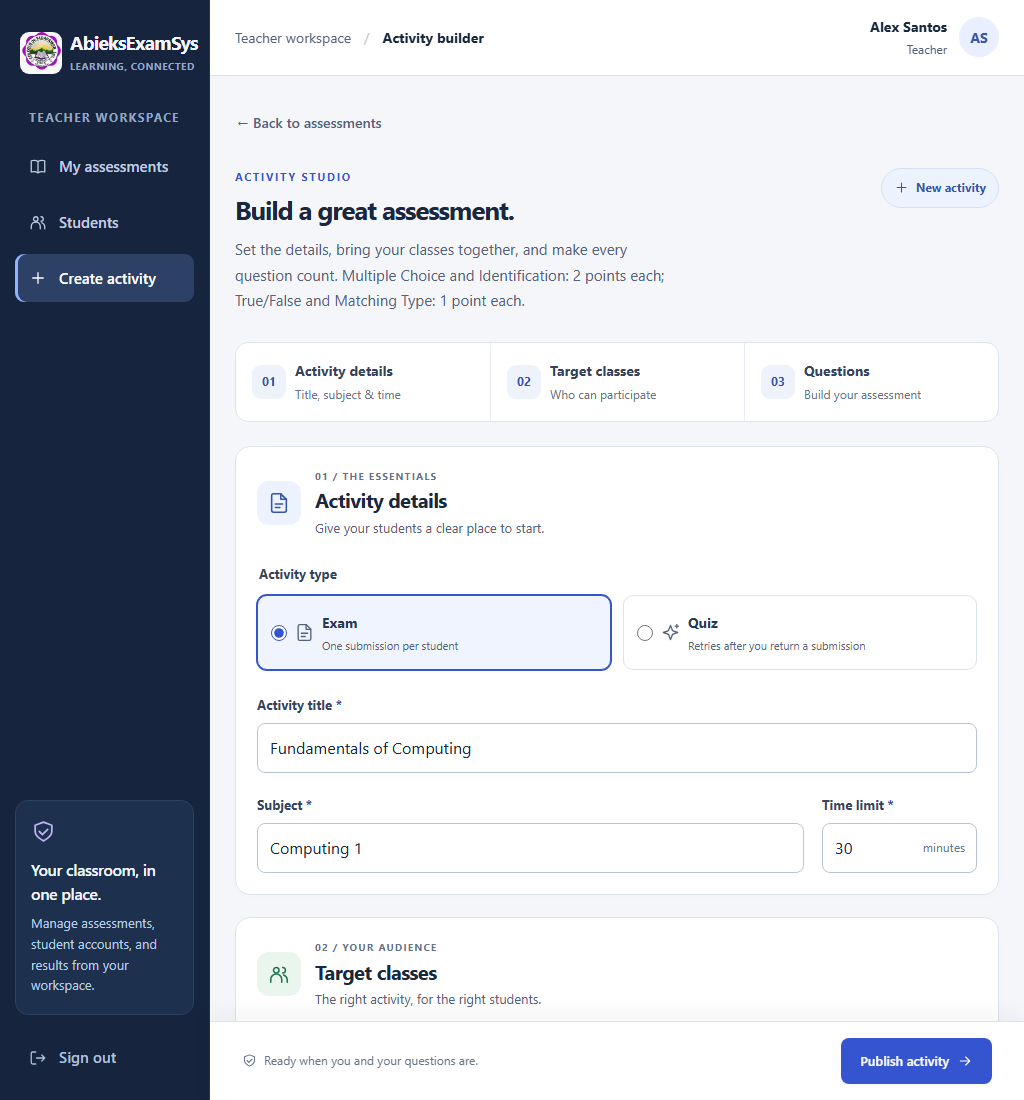 AbieksExamSys
LEARNING, CONNECTED
TEACHER WORKSPACE
My assessments
Students
Create activity
Your classroom, in
one place.
Manage assessments,
student accounts, and
results from your
workspace.
Sign out
Teacher workspace / Activity builder
Alex Santos
Teacher
AS
← Back to assessments
ACTIVITY STUDIO
Build a great assessment.
Set the details, bring your classes together, and make every
question count. Multiple Choice and Identification: 2 points each;
True/False and Matching Type: 1 point each.
+ New activity
01 Activity details
Title, subject & time
02 Target classes
Who can participate
03 Questions
Build your assessment
01 / THE ESSENTIALS
Activity details
Give your students a clear place to start.
Activity type
Exam
One submission per student
Quiz
Retries after you return a submission
Activity title *
Fundamentals of Computing
Subject *
Computing 1
Time limit *
30 minutes
02 / YOUR AUDIENCE
Target classes
The right activity, for the right students.
Ready when you and your questions are.
Publish activity →